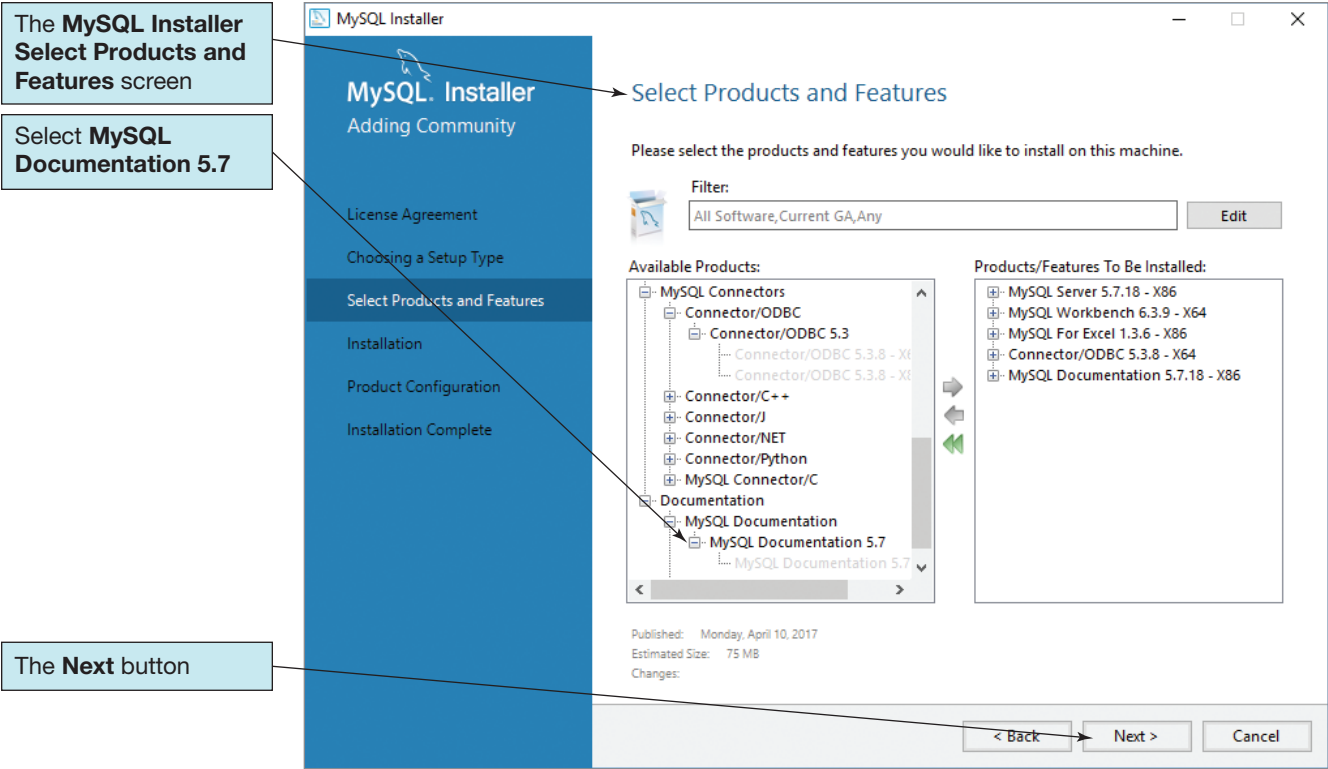 The MySQL Installer
Select Products and
Features screen
Select MySQL
Documentation 5.7
The Next button
MySQL Installer
MySQL. Installer
Adding Community
License Agreement
Choosing a Setup Type
Select Products and Features
Installation
Product Configuration
Installation Complete
Select Products and Features
Please select the products and features you would like to install on this machine.
Filter:
All Software,Current GA,Any
Edit
Available Products:
MySQL Connectors
Connector/ODBC
Connector/ODBC 5.3
Connector/ODBC 5.3.8 -
Connector/ODBC 5.3.8 -
Connector/C++
Connector/J
Connector/NET
Connector/Python
MySQL Connector/C
Documentation
MySQL Documentation
MySQL Documentation 5.7
MySQL Documentation 5.7
Products/Features To Be Installed:
MySQL Server 5.7.18 - X86
MySQL Workbench 6.3.9 - X64
MySQL For Excel 1.3.6 - X86
Connector/ODBC 5.3.8 - X64
MySQL Documentation 5.7.18 - X86
Published: Monday, April 10, 2017
Estimated Size: 75 MB
Changes:
< Back
Next >
Cancel